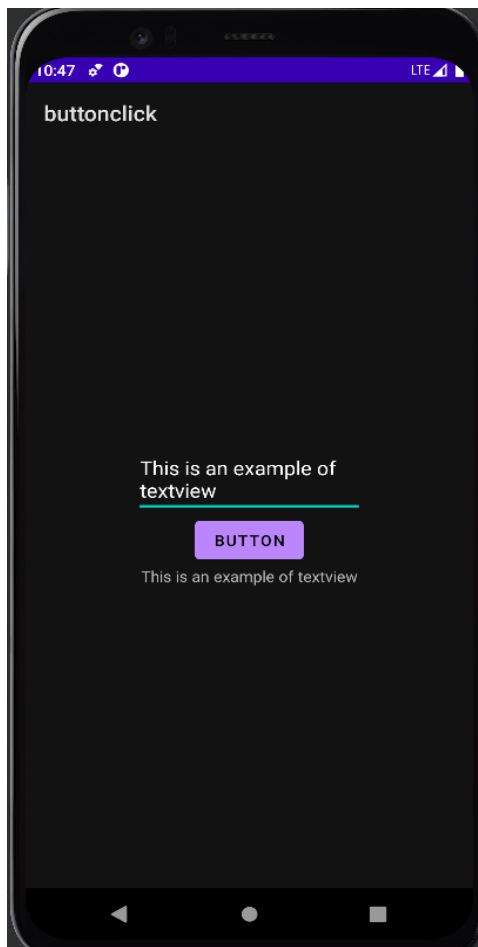 10:47 LTE
buttonclick
This is an example of
textview
BUTTON
This is an example of textview